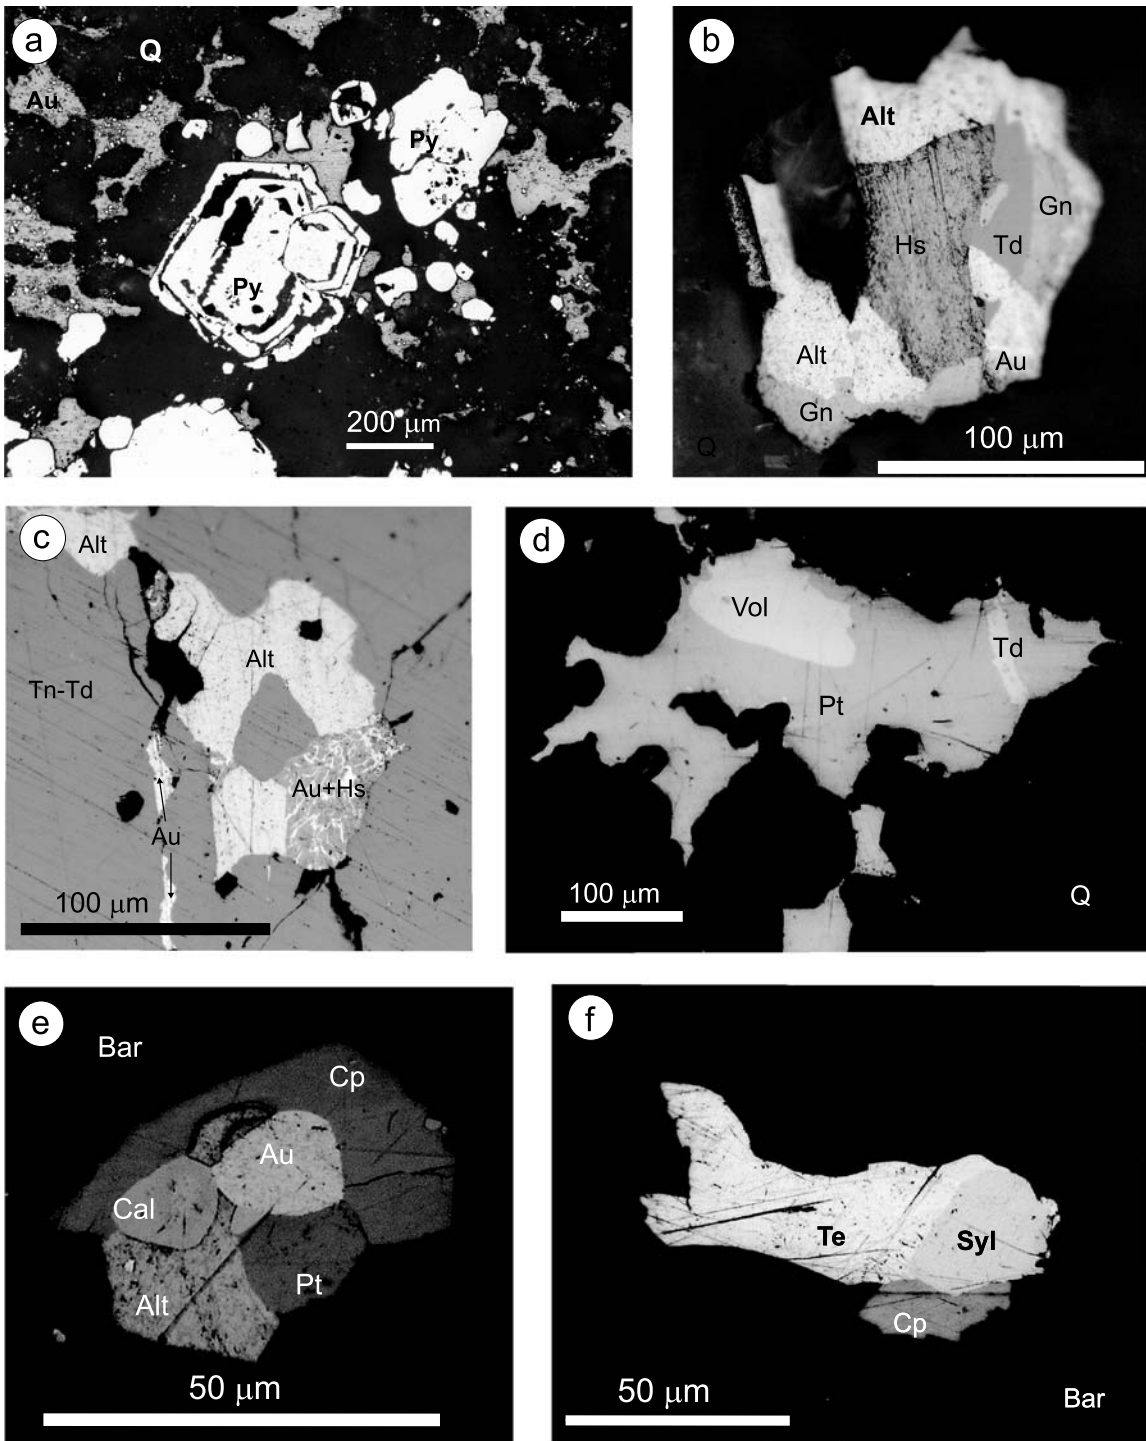 a
Q
Au
Py
Py
200 μm
b
Alt
Gn
Hs
Td
Alt
Au
Gn
Q
100 μm
c
Alt
Alt
Tn-Td
Au+Hs
Au
100 μm
d
Vol
Td
Pt
100 μm
Q
e
Bar
Cp
Au
Cal
Pt
Alt
50 μm
f
Te
Syl
Cp
50 μm
Bar